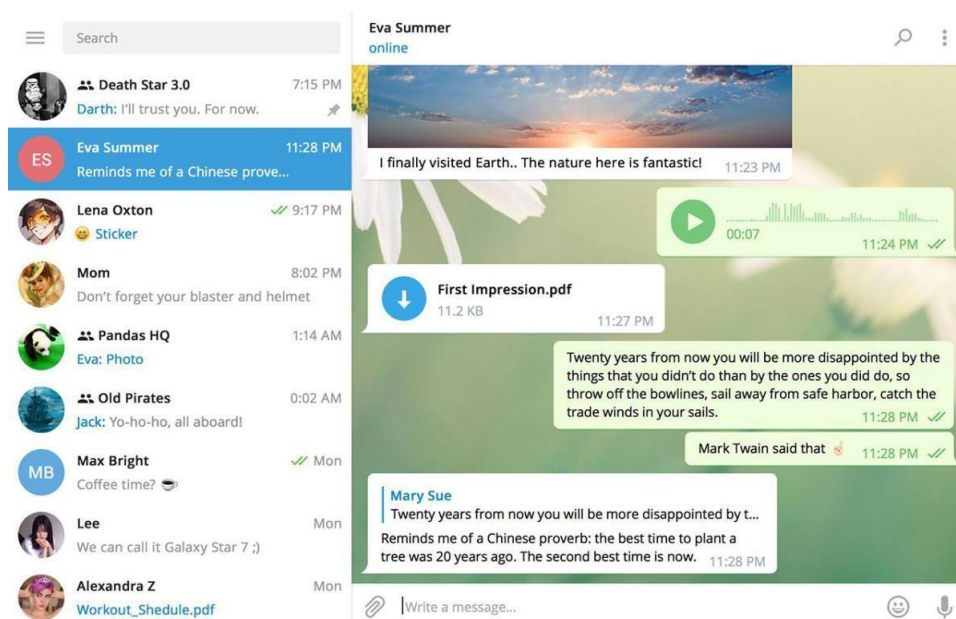 Search
Death Star 3.0 7:15 PM
Darth: I'll trust you. For now.
ES
Eva Summer 11:28 PM
Reminds me of a Chinese prove...
Lena Oxton 9:17 PM
😀 Sticker
Mom 8:02 PM
Don't forget your blaster and helmet
Pandas HQ 1:14 AM
Eva: Photo
Old Pirates 0:02 AM
Jack: Yo-ho-ho, all aboard!
MB
Max Bright Mon
Coffee time? ☕
Lee Mon
We can call it Galaxy Star 7 ;)
Alexandra Z Mon
Workout_Shedule.pdf
Eva Summer
online
I finally visited Earth.. The nature here is fantastic! 11:23 PM
00:07
11:24 PM
First Impression.pdf
11.2 KB
11:27 PM
Twenty years from now you will be more disappointed by the
things that you didn't do than by the ones you did do, so
throw off the bowlines, sail away from safe harbor, catch the
trade winds in your sails.
11:28 PM
Mark Twain said that ☝🏻 11:28 PM
Mary Sue
Twenty years from now you will be more disappointed by t...
Reminds me of a Chinese proverb: the best time to plant a
tree was 20 years ago. The second best time is now. 11:28 PM
Write a message...